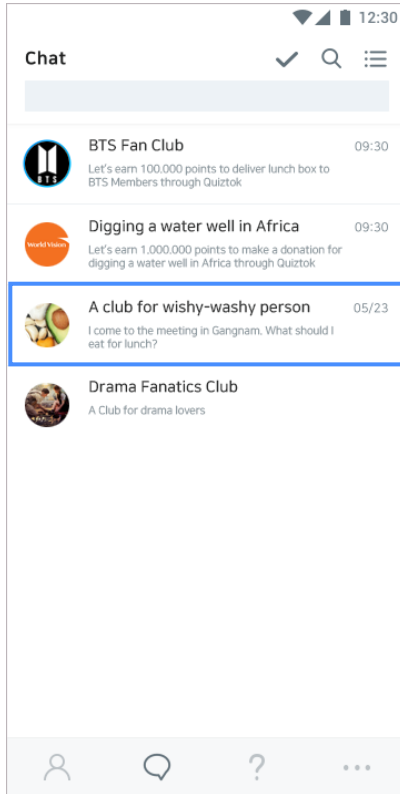 12:30
Chat
BTS Fan Club 09:30
Let's earn 100.000 points to deliver lunch box to
BTS Members through Quiztok
BTS
Digging a water well in Africa 09:30
World Vision
Let's earn 1,000.000 points to make a donation for
digging a water well in Africa through Quiztok
A club for wishy-washy person 05/23
I come to the meeting in Gangnam. What should I
eat for lunch?
Drama Fanatics Club
A Club for drama lovers
?